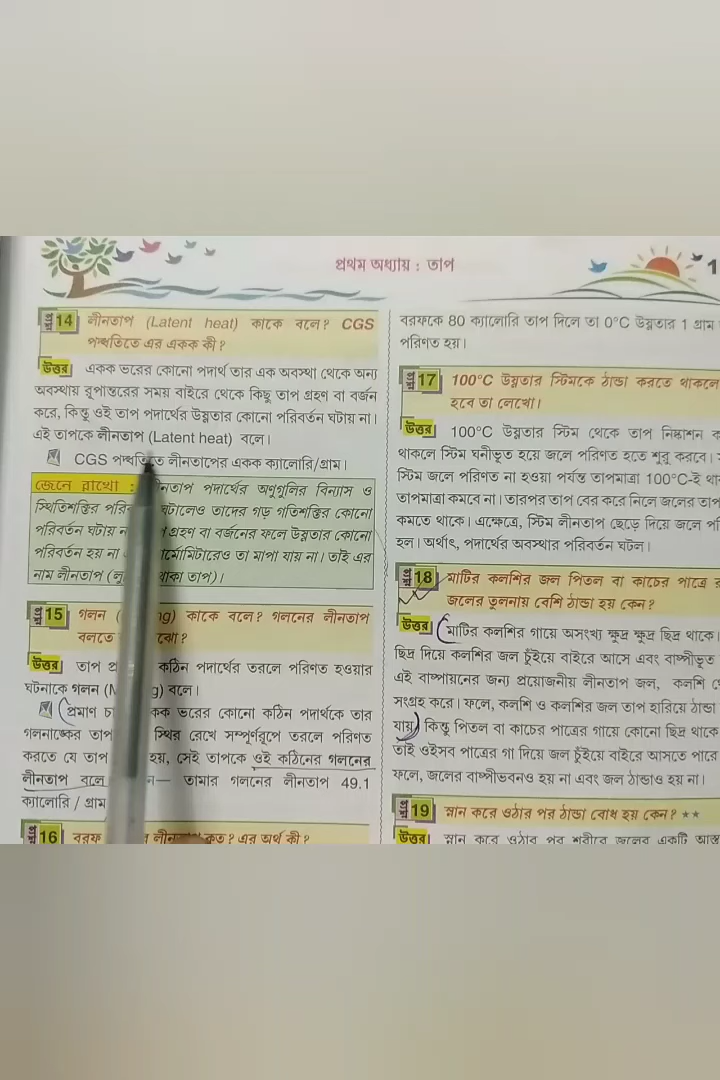 প্রথম অধ্যায় : তাপ
1
প্রশ্ন 14 লীনতাপ (Latent heat) কাকে বলে? CGS
পদ্ধতিতে এর একক কী?
উত্তর একক ভরের কোনো পদার্থ তার এক অবস্থা থেকে অন্য
অবস্থায় রূপান্তরের সময় বাইরে থেকে কিছু তাপ গ্রহণ বা বর্জন
করে, কিন্তু ওই তাপ পদার্থের উষ্ণতার কোনো পরিবর্তন ঘটায় না।
এই তাপকে লীনতাপ (Latent heat) বলে।
CGS পদ্ধতিতে লীনতাপের একক ক্যালোরি/গ্রাম।
জেনে রাখো : নতাপ পদার্থের অণুগুলির বিন্যাস ও
স্থিতিশক্তির পরি ঘটালেও তাদের গড় গতিশক্তির কোনো
পরিবর্তন ঘটায় ন গ্রহণ বা বর্জনের ফলে উষ্ণতার কোনো
পরিবর্তন হয় না র্মোমিটারেও তা মাপা যায় না। তাই এর
নাম লীনতাপ (লু থাকা তাপ)।
প্রশ্ন 15 গলন ( ng) কাকে বলে? গলনের লীনতাপ
বলতে ঝো?
উত্তর তাপ প্র কঠিন পদার্থের তরলে পরিণত হওয়ার
ঘটনাকে গলন (M g) বলে।
প্রমাণ চা কক ভরের কোনো কঠিন পদার্থকে তার
গলনাঙ্কের তাপ স্থির রেখে সম্পূর্ণরূপে তরলে পরিণত
করতে যে তাপ হয়, সেই তাপকে ওই কঠিনের গলনের
লীনতাপ বলে ন— তামার গলনের লীনতাপ 49.1
ক্যালোরি / গ্রাম
প্রশ্ন 16 বরফ র লীন কত? এর অর্থ কী?
বরফকে 80 ক্যালোরি তাপ দিলে তা 0°C উষ্ণতার 1 গ্রাম
পরিণত হয়।
প্রশ্ন 17 100°C উষ্ণতার স্টিমকে ঠান্ডা করতে থাকলে
হবে তা লেখো।
উত্তর 100°C উষ্ণতার স্টিম থেকে তাপ নিষ্কাশন ক
থাকলে স্টিম ঘনীভূত হয়ে জলে পরিণত হতে শুরু করবে।
স্টিম জলে পরিণত না হওয়া পর্যন্ত তাপমাত্রা 100°C-ই থা
তাপমাত্রা কমবে না। তারপর তাপ বের করে নিলে জলের তাপ
কমতে থাকে। এক্ষেত্রে, স্টিম লীনতাপ ছেড়ে দিয়ে জলে প
হল। অর্থাৎ, পদার্থের অবস্থার পরিবর্তন ঘটল।
প্রশ্ন 18 মাটির কলশির জল পিতল বা কাচের পাত্রে র
জলের তুলনায় বেশি ঠান্ডা হয় কেন?
উত্তর মাটির কলশির গায়ে অসংখ্য ক্ষুদ্র ক্ষুদ্র ছিদ্র থাকে।
ছিদ্র দিয়ে কলশির জল চুঁইয়ে বাইরে আসে এবং বাষ্পীভূত
এই বাষ্পায়নের জন্য প্রয়োজনীয় লীনতাপ জল, কলশি থে
সংগ্রহ করে। ফলে, কলশি ও কলশির জল তাপ হারিয়ে ঠান্ডা
যায়, কিন্তু পিতল বা কাচের পাত্রের গায়ে কোনো ছিদ্র থাকে
তাই ওইসব পাত্রের গা দিয়ে জল চুঁইয়ে বাইরে আসতে পারে
ফলে, জলের বাষ্পীভবনও হয় না এবং জল ঠান্ডাও হয় না।
প্রশ্ন 19 স্নান করে ওঠার পর ঠান্ডা বোধ হয় কেন? ★★
উত্তর স্নান করে ওঠার পর শরীরে জলের একটি আস্ত